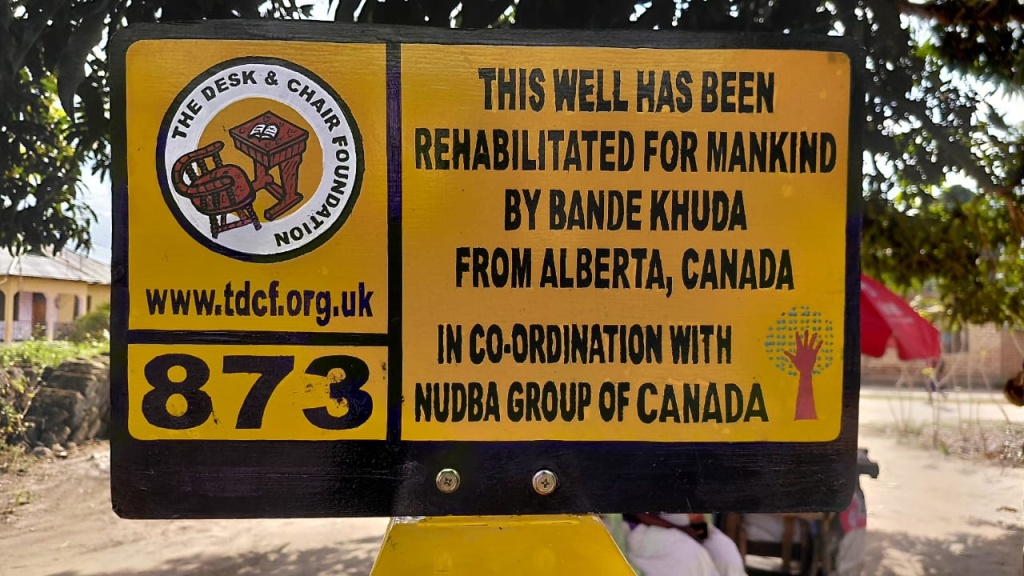 THE DESK & CHAIR FOUNDATION
www.tdcf.org.uk
873
THIS WELL HAS BEEN
REHABILITATED FOR MANKIND
BY BANDE KHUDA
FROM ALBERTA, CANADA
IN CO-ORDINATION WITH
NUDBA GROUP OF CANADA